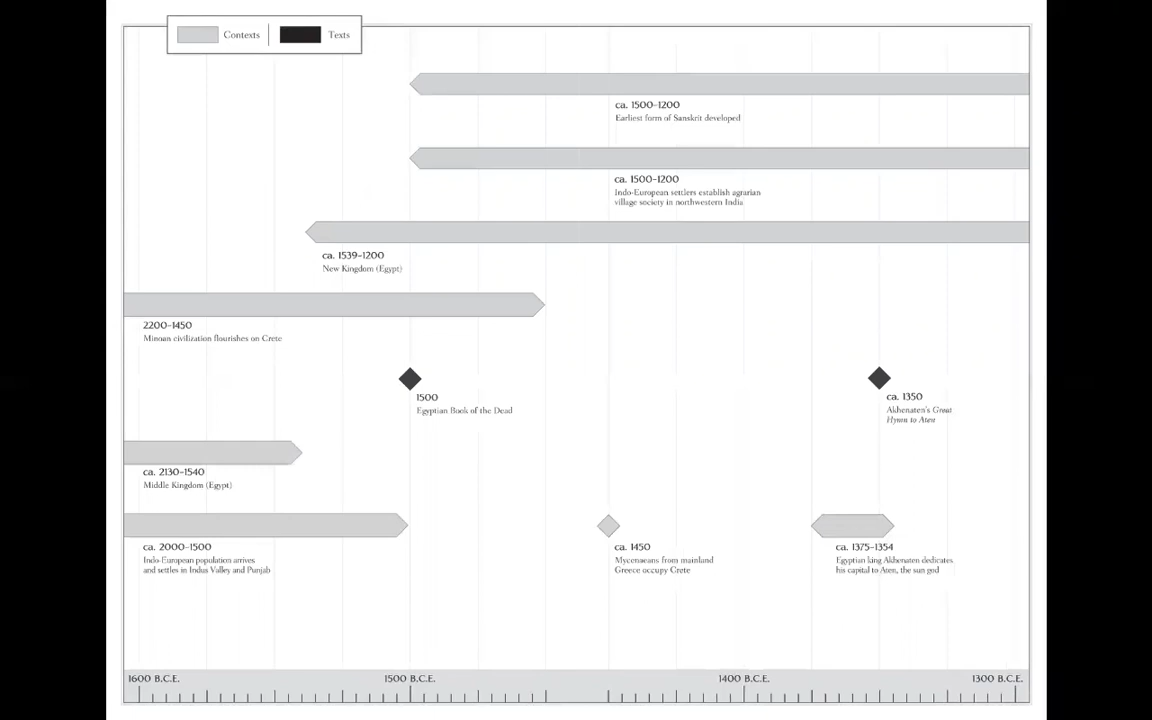 Contexts
Texts
ca. 1500–1200
Earliest form of Sanskrit developed
ca. 1500–1200
Indo-European settlers establish agrarian
village society in northwestern India
ca. 1539–1200
New Kingdom (Egypt)
2200–1450
Minoan civilization flourishes on Crete
1500
Egyptian Book of the Dead
ca. 1350
Akhenaten's Great
Hymn to Aten
ca. 2130–1540
Middle Kingdom (Egypt)
ca. 2000–1500
Indo-European population arrives
and settles in Indus Valley and Punjab
ca. 1450
Mycenaeans from mainland
Greece occupy Crete
ca. 1375–1354
Egyptian king Akhenaten dedicates
his capital to Aten, the sun god
1600 B.C.E.
1500 B.C.E.
1400 B.C.E.
1300 B.C.E.